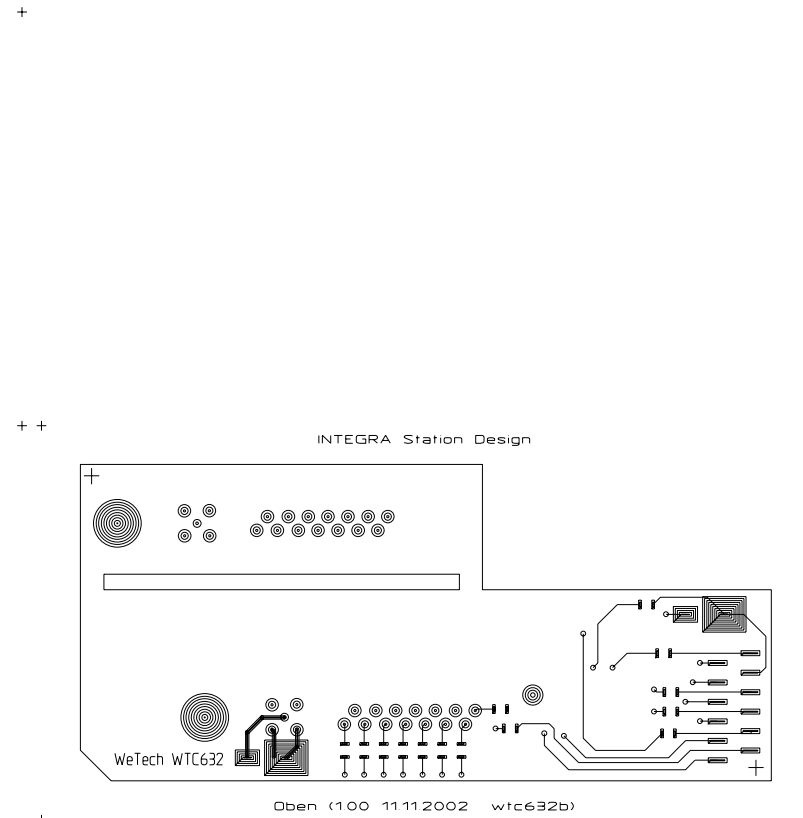 INTEGRA Station Design
WeTech WTC632
Oben (1.00 11.11.2002 wtc632b)